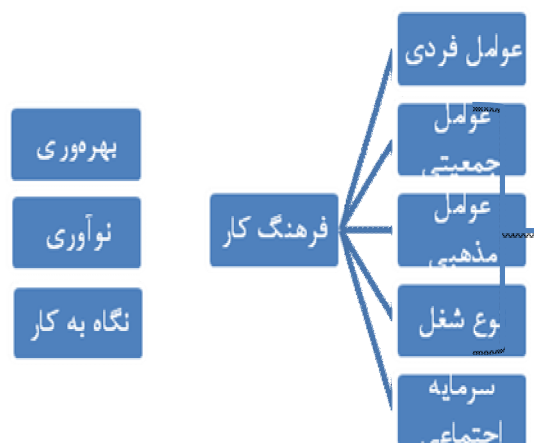 عوامل فردی
عوامل
جمعیتی
عوامل
مذهبی
نوع شغل
سرمایه
اجتماعی
فرهنگ کار
بهره‌وری
نوآوری
نگاه به کار